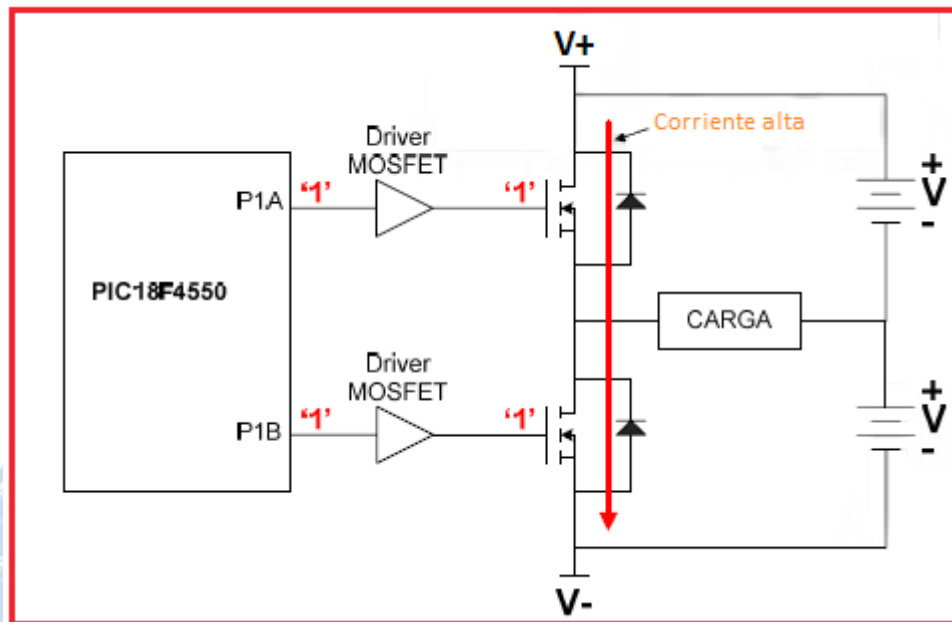 V+
Corriente alta
Driver
MOSFET
P1A
'1'
'1'
+
V
-
PIC18F4550
CARGA
Driver
MOSFET
P1B
'1'
'1'
+
V
-
V-